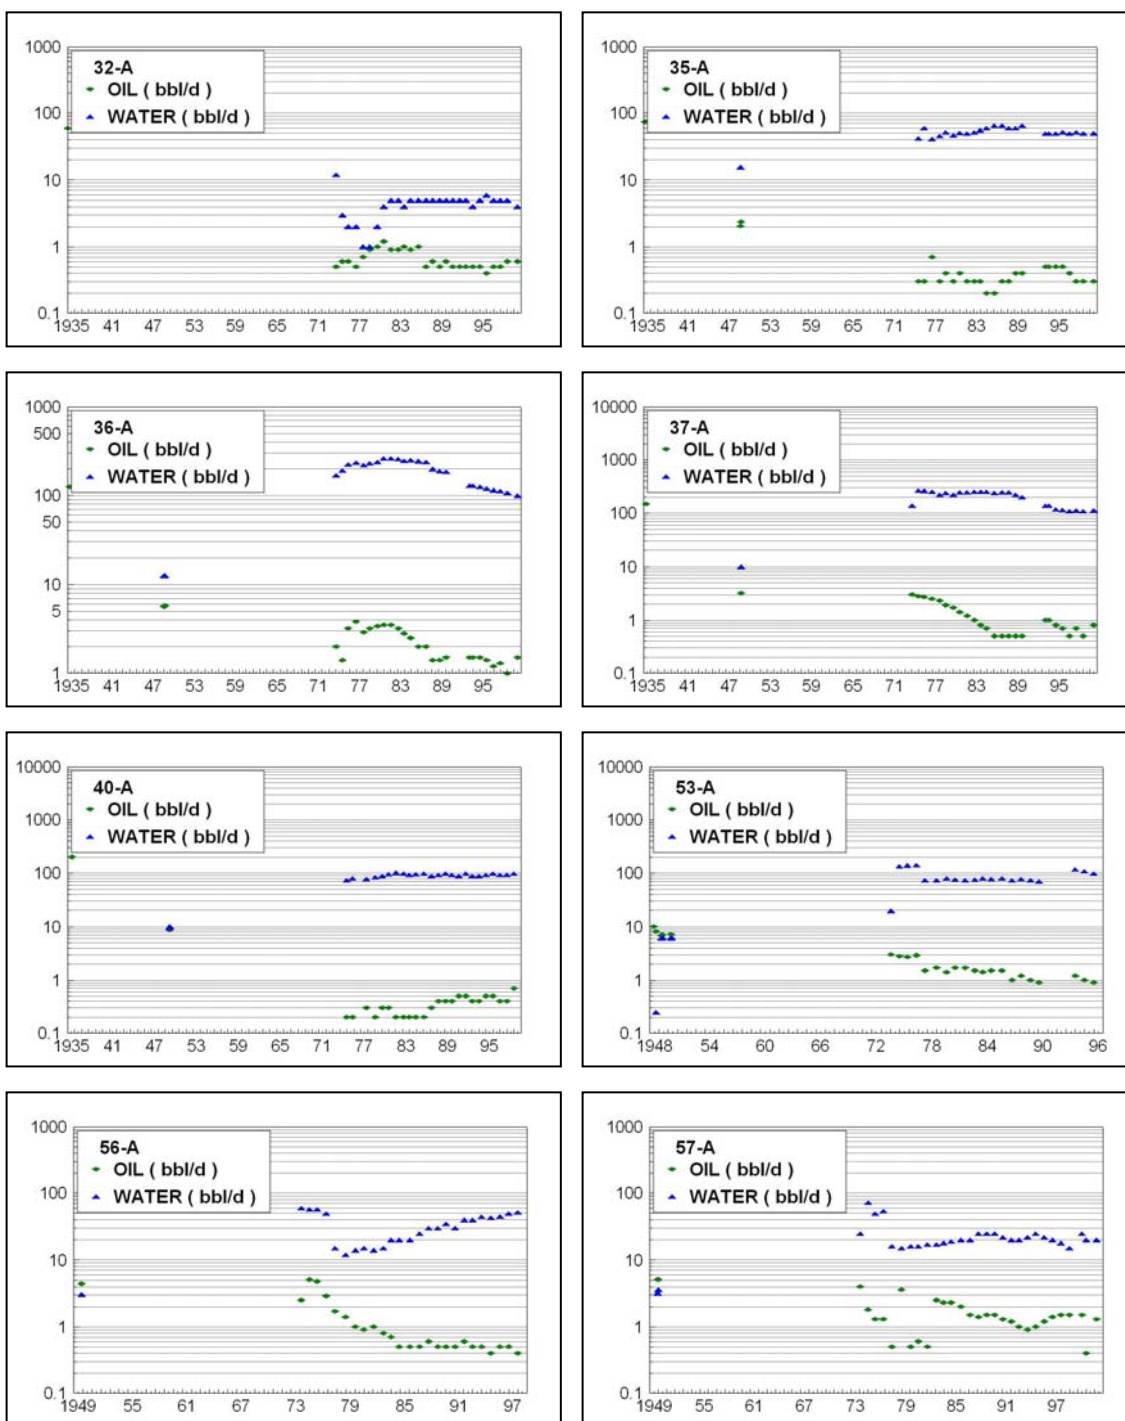 1000
100
10
1
0.1
32-A
OIL ( bbl/d )
WATER ( bbl/d )
1935 41 47 53 59 65 71 77 83 89 95
1000
100
10
1
0.1
35-A
OIL ( bbl/d )
WATER ( bbl/d )
1935 41 47 53 59 65 71 77 83 89 95
1000
500
100
50
10
5
1
36-A
OIL ( bbl/d )
WATER ( bbl/d )
1935 41 47 53 59 65 71 77 83 89 95
10000
1000
100
10
1
0.1
37-A
OIL ( bbl/d )
WATER ( bbl/d )
1935 41 47 53 59 65 71 77 83 89 95
10000
1000
100
10
1
0.1
40-A
OIL ( bbl/d )
WATER ( bbl/d )
1935 41 47 53 59 65 71 77 83 89 95
10000
1000
100
10
1
0.1
53-A
OIL ( bbl/d )
WATER ( bbl/d )
1948 54 60 66 72 78 84 90 96
1000
100
10
1
0.1
56-A
OIL ( bbl/d )
WATER ( bbl/d )
1949 55 61 67 73 79 85 91 97
1000
100
10
1
0.1
57-A
OIL ( bbl/d )
WATER ( bbl/d )
1949 55 61 67 73 79 85 91 97